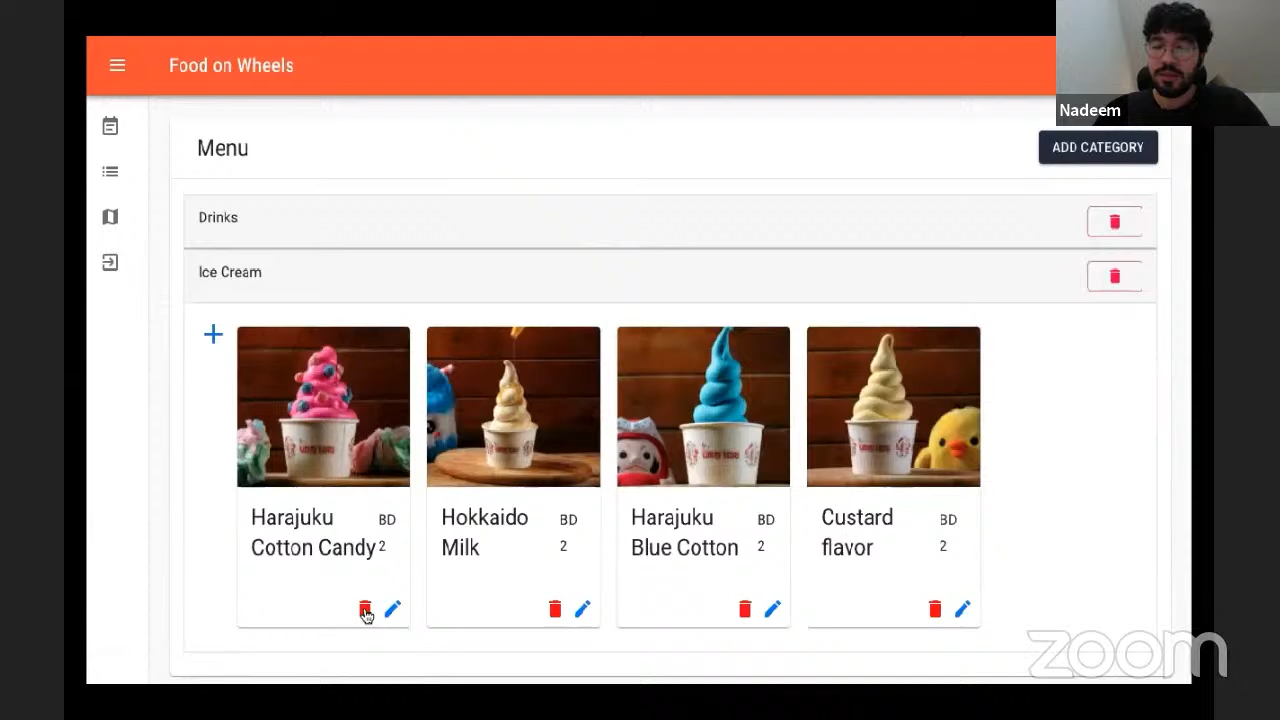 Food on Wheels
Nadeem
Menu
ADD CATEGORY
Drinks
Ice Cream
Harajuku
Cotton Candy
BD
2
Hokkaido
Milk
BD
2
Harajuku
Blue Cotton
BD
2
Custard
flavor
BD
2
zoom